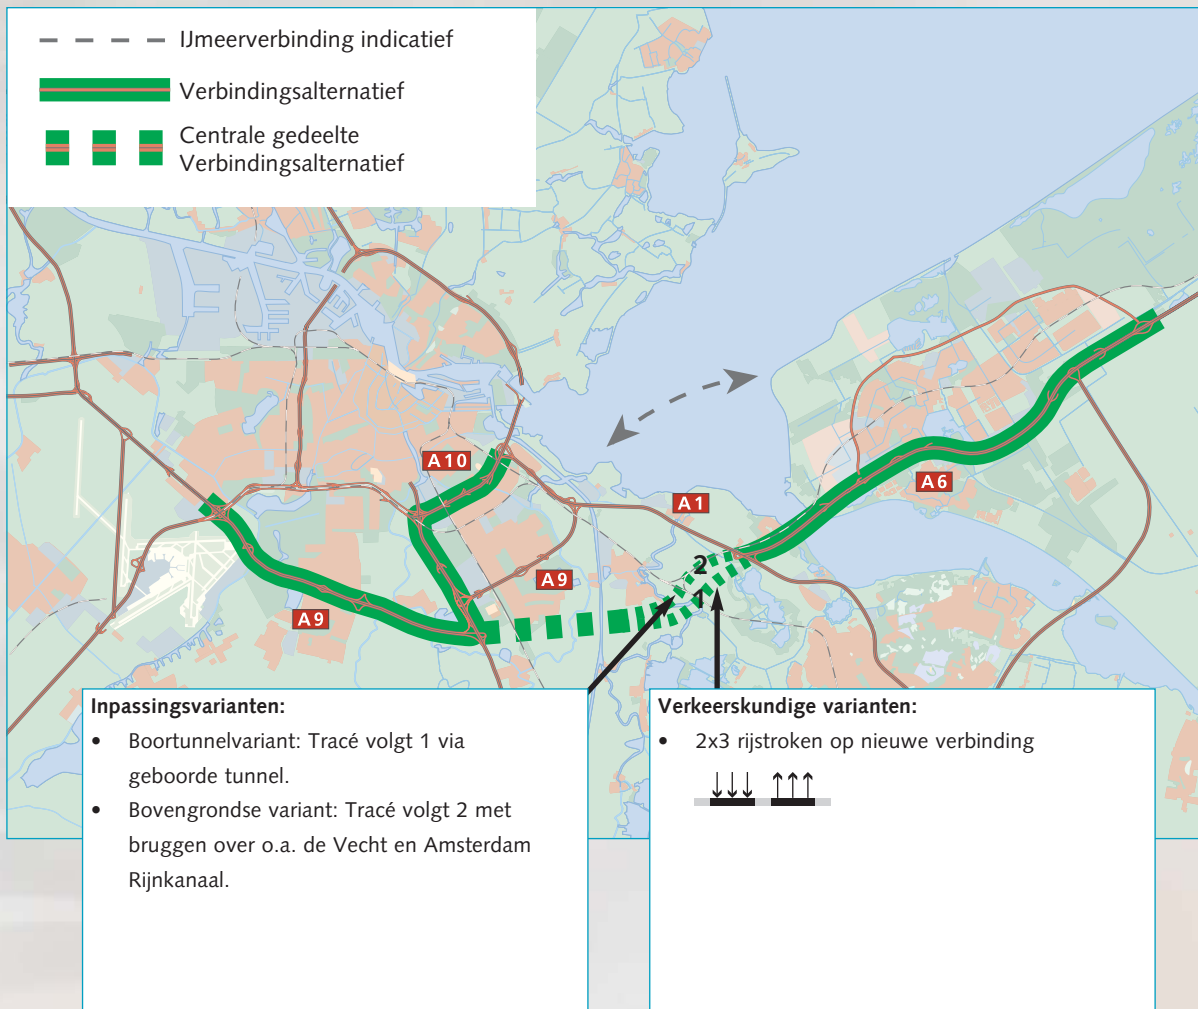 IJmeerverbinding indicatief
Verbindingsalternatief
Centrale gedeelte
Verbindingsalternatief
A10
A1
A6
A9
A9
2
1
Inpassingsvarianten:
• Boortunnelvariant: Tracé volgt 1 via
geboorde tunnel.
• Bovengrondse variant: Tracé volgt 2 met
bruggen over o.a. de Vecht en Amsterdam
Rijnkanaal.
Verkeerskundige varianten:
• 2x3 rijstroken op nieuwe verbinding